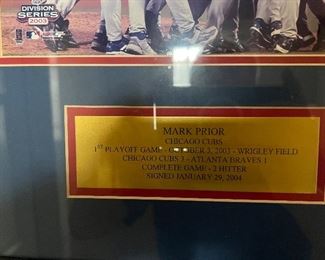 DIVISION
SERIES
2003
MARK PRIOR
CHICAGO CUBS
1ST PLAYOFF GAME - OCTOBER 3, 2003 - WRIGLEY FIELD
CHICAGO CUBS 3 - ATLANTA BRAVES 1
COMPLETE GAME - 2 HITTER
SIGNED JANUARY 29, 2004